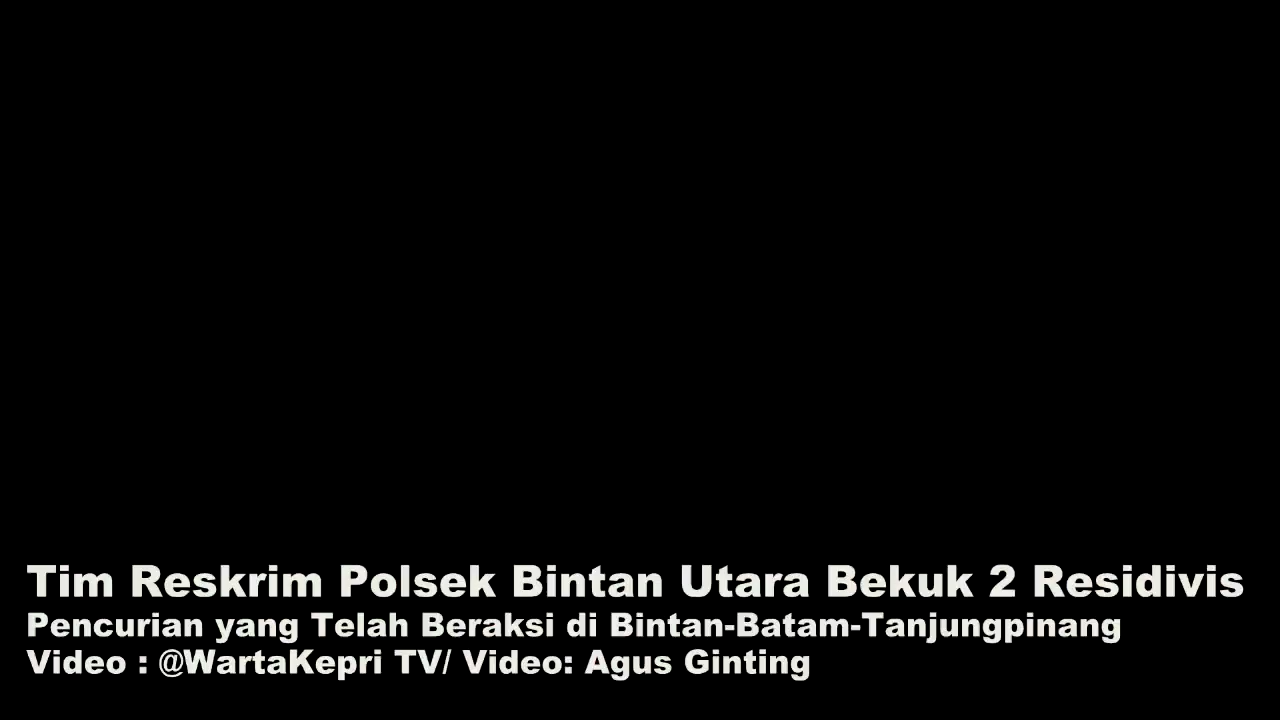 Tim Reskrim Polsek Bintan Utara Bekuk 2 Residivis
Pencurian yang Telah Beraksi di Bintan-Batam-Tanjungpinang
Video : @WartaKepri TV/ Video: Agus Ginting